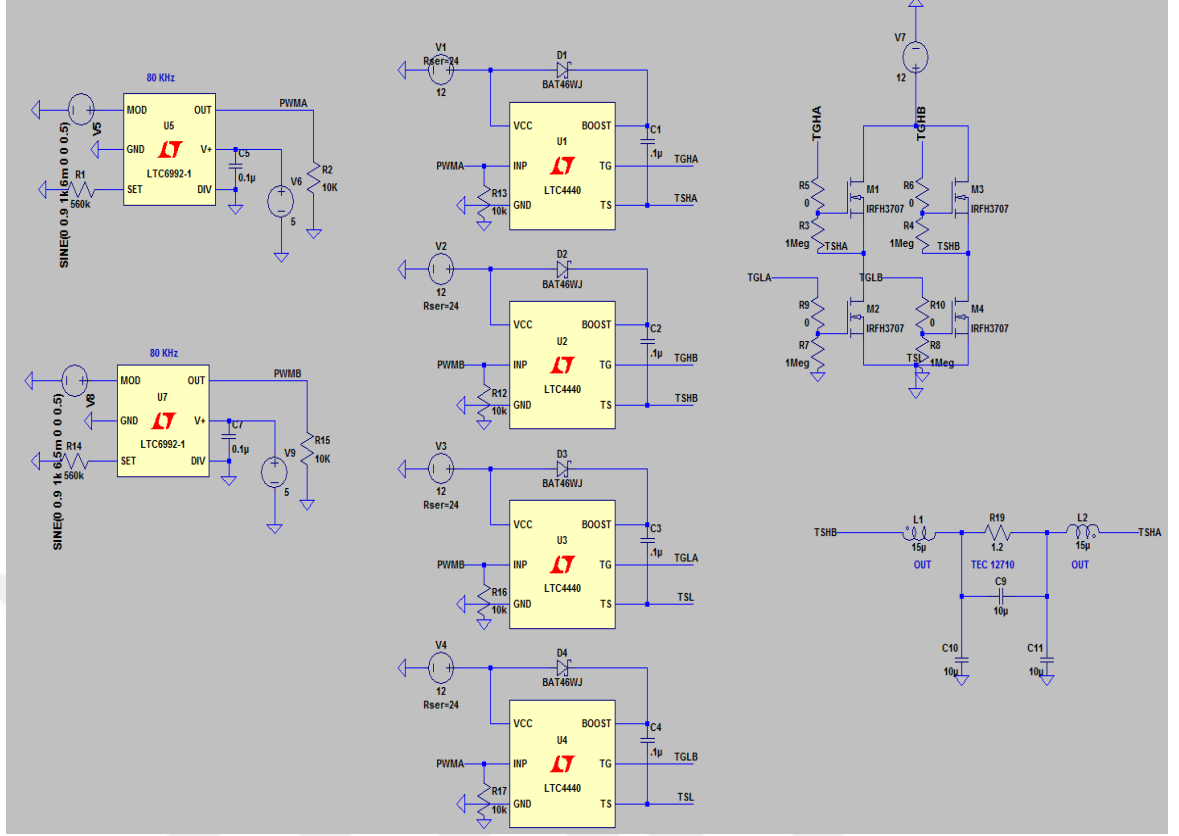 80 KHz
V5
SINE(0 0.9 1k 6m 0 0 0.5)
MOD
OUT
PWMA
U5
GND
V+
C5
0.1µ
LTC6992-1
R1
560k
SET
DIV
V6
5
R2
10K
80 KHz
V8
SINE(0 0.9 1k 6.5m 0 0 0.5)
MOD
OUT
PWMB
U7
GND
V+
C7
0.1µ
LTC6992-1
R14
560k
SET
DIV
V9
5
R15
10K
V1
Rser=24
12
D1
BAT46WJ
VCC
BOOST
C1
.1µ
U1
PWMA
INP
TG
TGHA
LTC4440
R13
10k
GND
TS
TSHA
V2
12
Rser=24
D2
BAT46WJ
VCC
BOOST
C2
.1µ
U2
PWMB
INP
TG
TGHB
LTC4440
R12
10k
GND
TS
TSHB
V3
12
Rser=24
D3
BAT46WJ
VCC
BOOST
C3
.1µ
U3
PWMB
INP
TG
TGLA
LTC4440
R16
10k
GND
TS
TSL
V4
12
Rser=24
D4
BAT46WJ
VCC
BOOST
C4
.1µ
U4
PWMA
INP
TG
TGLB
LTC4440
R17
10k
GND
TS
TSL
V7
12
TGHA
TGHB
R5
0
M1
IRFH3707
R6
0
M3
IRFH3707
R3
1Meg
TSHA
R4
1Meg
TSHB
TGLA
TGLB
R9
0
M2
IRFH3707
R10
0
M4
IRFH3707
R7
1Meg
TSL
R8
1Meg
TSHB
L1
15µ
OUT
R19
1.2
TEC 12710
L2
15µ
OUT
TSHA
C9
10µ
C10
10µ
C11
10µ